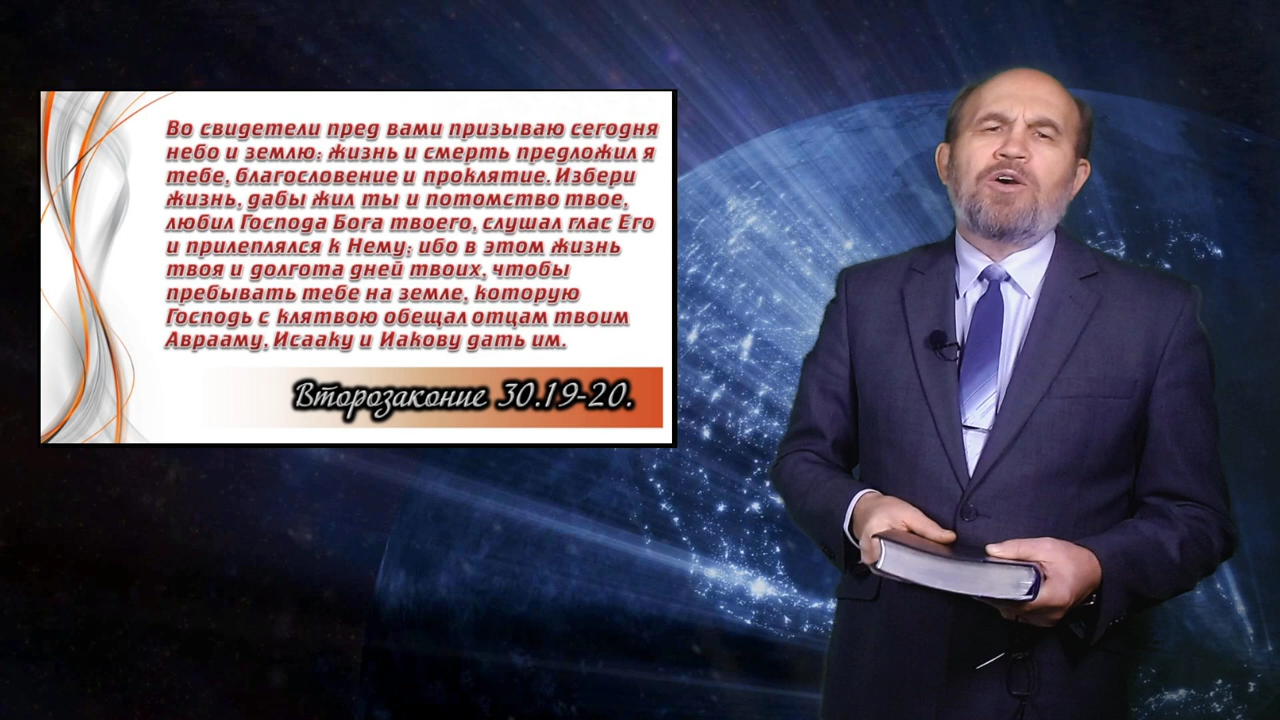 Во свидетели пред вами призываю сегодня
небо и землю: жизнь и смерть предложил я
тебе, благословение и проклятие. Избери
жизнь, дабы жил ты и потомство твое,
любил Господа Бога твоего, слушал глас Его
и прилеплялся к Нему; ибо в этом жизнь
твоя и долгота дней твоих, чтобы
пребывать тебе на земле, которую
Господь с клятвою обещал отцам твоим
Аврааму, Исааку и Иакову дать им.
Второзаконие 30.19-20.